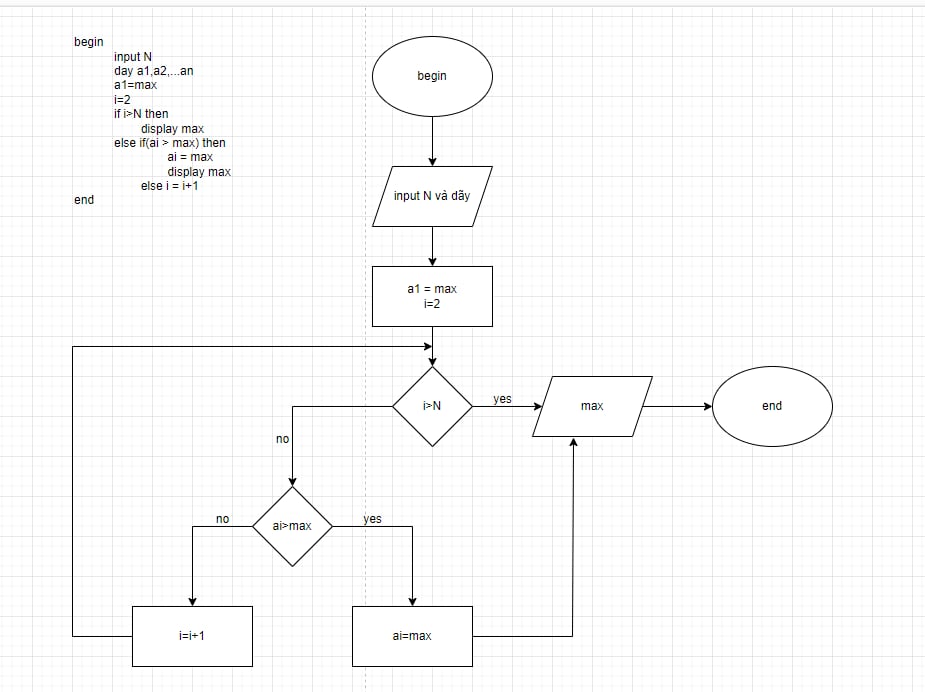 begin
input N
day a1,a2,...an
a1=max
i=2
if i>N then
display max
else if(ai > max) then
ai = max
display max
else i = i+1
end
begin
input N và dãy
a1 = max
i=2
i>N
yes
max
end
no
ai>max
no
yes
i=i+1
ai=max